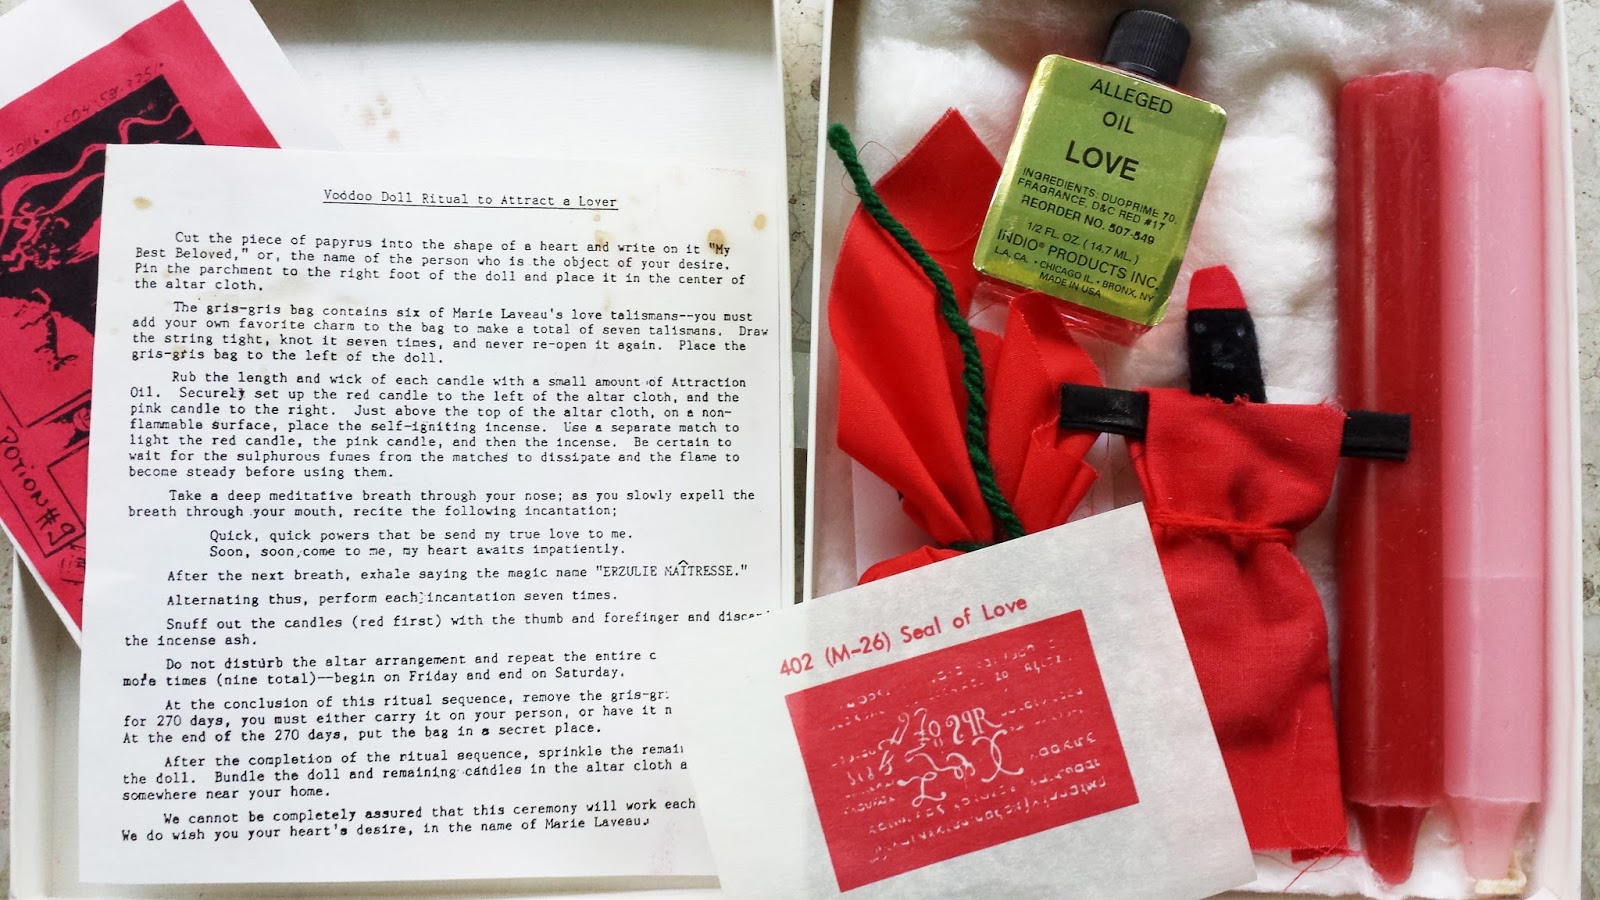 POTION #9
Voodoo Doll Ritual to Attract a Lover
Cut the piece of papyrus into the shape of a heart and write on it "My
Best Beloved," or, the name of the person who is the object of your desire.
Pin the parchment to the right foot of the doll and place it in the center of
the altar cloth.
The gris-gris bag contains six of Marie Laveau's love talismans--you must
add your own favorite charm to the bag to make a total of seven talismans. Draw
the string tight, knot it seven times, and never re-open it again. Place the
gris-gris bag to the left of the doll.
Rub the length and wick of each candle with a small amount of Attraction
Oil. Securely set up the red candle to the left of the altar cloth, and the
pink candle to the right. Just above the top of the altar cloth, on a non-
flammable surface, place the self-igniting incense. Use a separate match to
light the red candle, the pink candle, and then the incense. Be certain to
wait for the sulphurous fumes from the matches to dissipate and the flame to
become steady before using them.
Take a deep meditative breath through your nose; as you slowly expell the
breath through your mouth, recite the following incantation;
Quick, quick powers that be send my true love to me.
Soon, soon come to me, my heart awaits impatiently.
After the next breath, exhale saying the magic name "ERZULIE MAÎTRESSE."
Alternating thus, perform each incantation seven times.
Snuff out the candles (red first) with the thumb and forefinger and
the incense ash.
Do not disturb the altar arrangement and repeat the entire
more times (nine total)--begin on Friday and end on Saturday.
At the conclusion of this ritual sequence, remove the
for 270 days, you must either carry it on your person, or have it
At the end of the 270 days, put the bag in a secret place.
After the completion of the ritual sequence, sprinkle the
the doll. Bundle the doll and remaining candles in the altar cloth
somewhere near your home.
We cannot be completely assured that this ceremony will work each
We do wish you your heart's desire, in the name of Marie Laveau.
ALLEGED
OIL
LOVE
INGREDIENTS: DUOPRIME 70,
FRAGRANCE, D&C RED #17
REORDER NO. 507-549
1/2 FL. OZ. ( 14.7 ML. )
INDIO® PRODUCTS INC.
L.A. CA. • CHICAGO IL • BRONX, NY
MADE IN USA
402 (M-26) Seal of Love